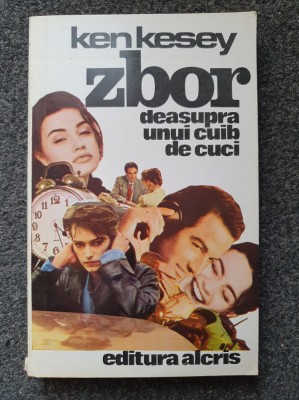 ken kesey
zbor
deasupra
unui cuib
de cuci
editura alcris